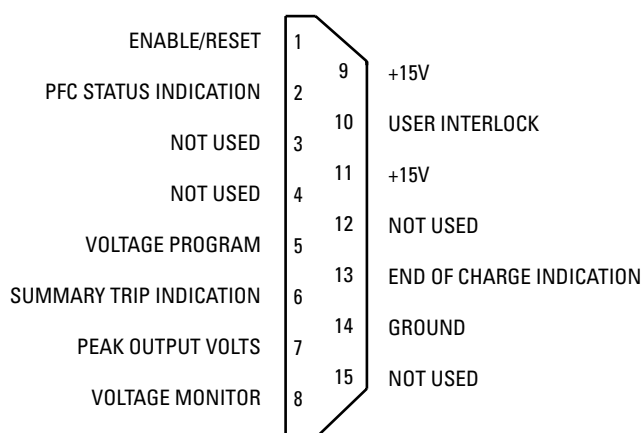 ENABLE/RESET 1
9 +15V
PFC STATUS INDICATION 2
10 USER INTERLOCK
NOT USED 3
11 +15V
NOT USED 4
12 NOT USED
VOLTAGE PROGRAM 5
13 END OF CHARGE INDICATION
SUMMARY TRIP INDICATION 6
14 GROUND
PEAK OUTPUT VOLTS 7
15 NOT USED
VOLTAGE MONITOR 8